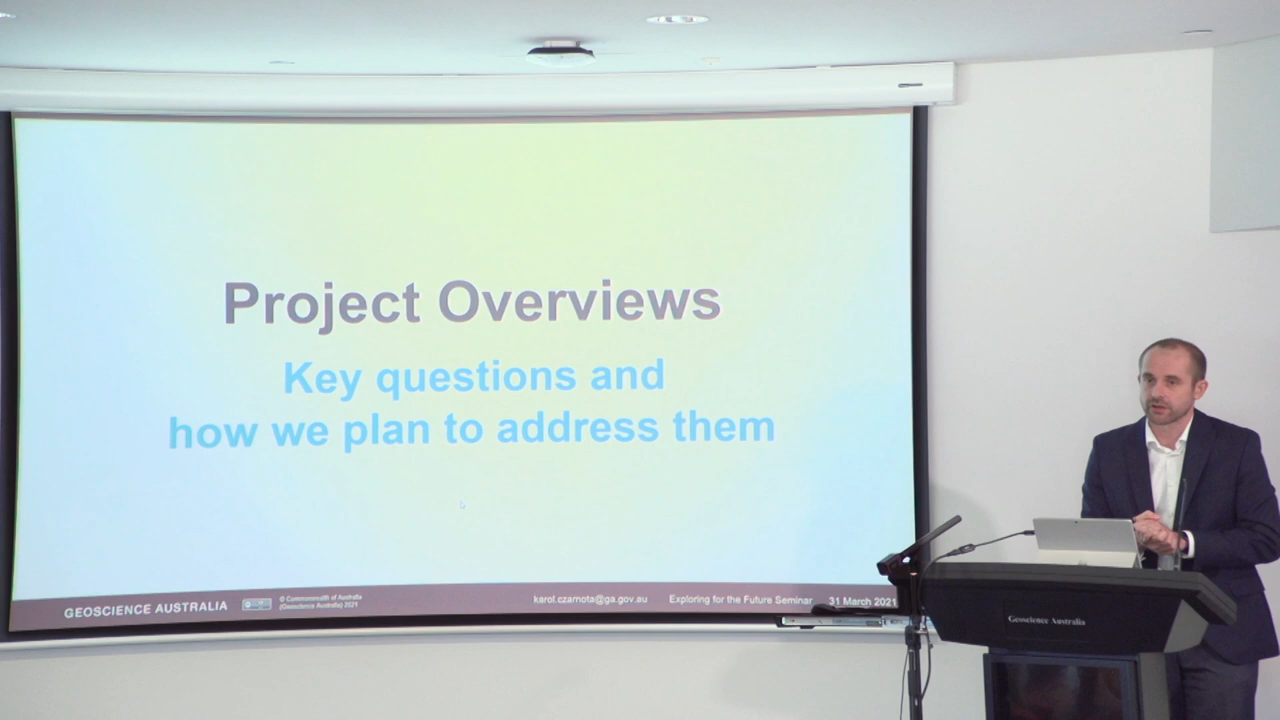 Project Overviews
Key questions and
how we plan to address them
GEOSCIENCE AUSTRALIA
© Commonwealth of Australia
(Geoscience Australia) 2021
karol.czarnota@ga.gov.au
Exploring for the Future Seminar
31 March 2021
Geoscience Australia